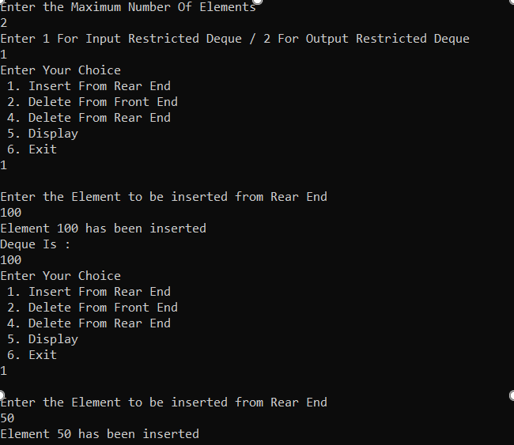 Enter the Maximum Number Of Elements
2
Enter 1 For Input Restricted Deque / 2 For Output Restricted Deque
1
Enter Your Choice
1. Insert From Rear End
2. Delete From Front End
4. Delete From Rear End
5. Display
6. Exit
1
Enter the Element to be inserted from Rear End
100
Element 100 has been inserted
Deque Is :
100
Enter Your Choice
1. Insert From Rear End
2. Delete From Front End
4. Delete From Rear End
5. Display
6. Exit
1
Enter the Element to be inserted from Rear End
50
Element 50 has been inserted